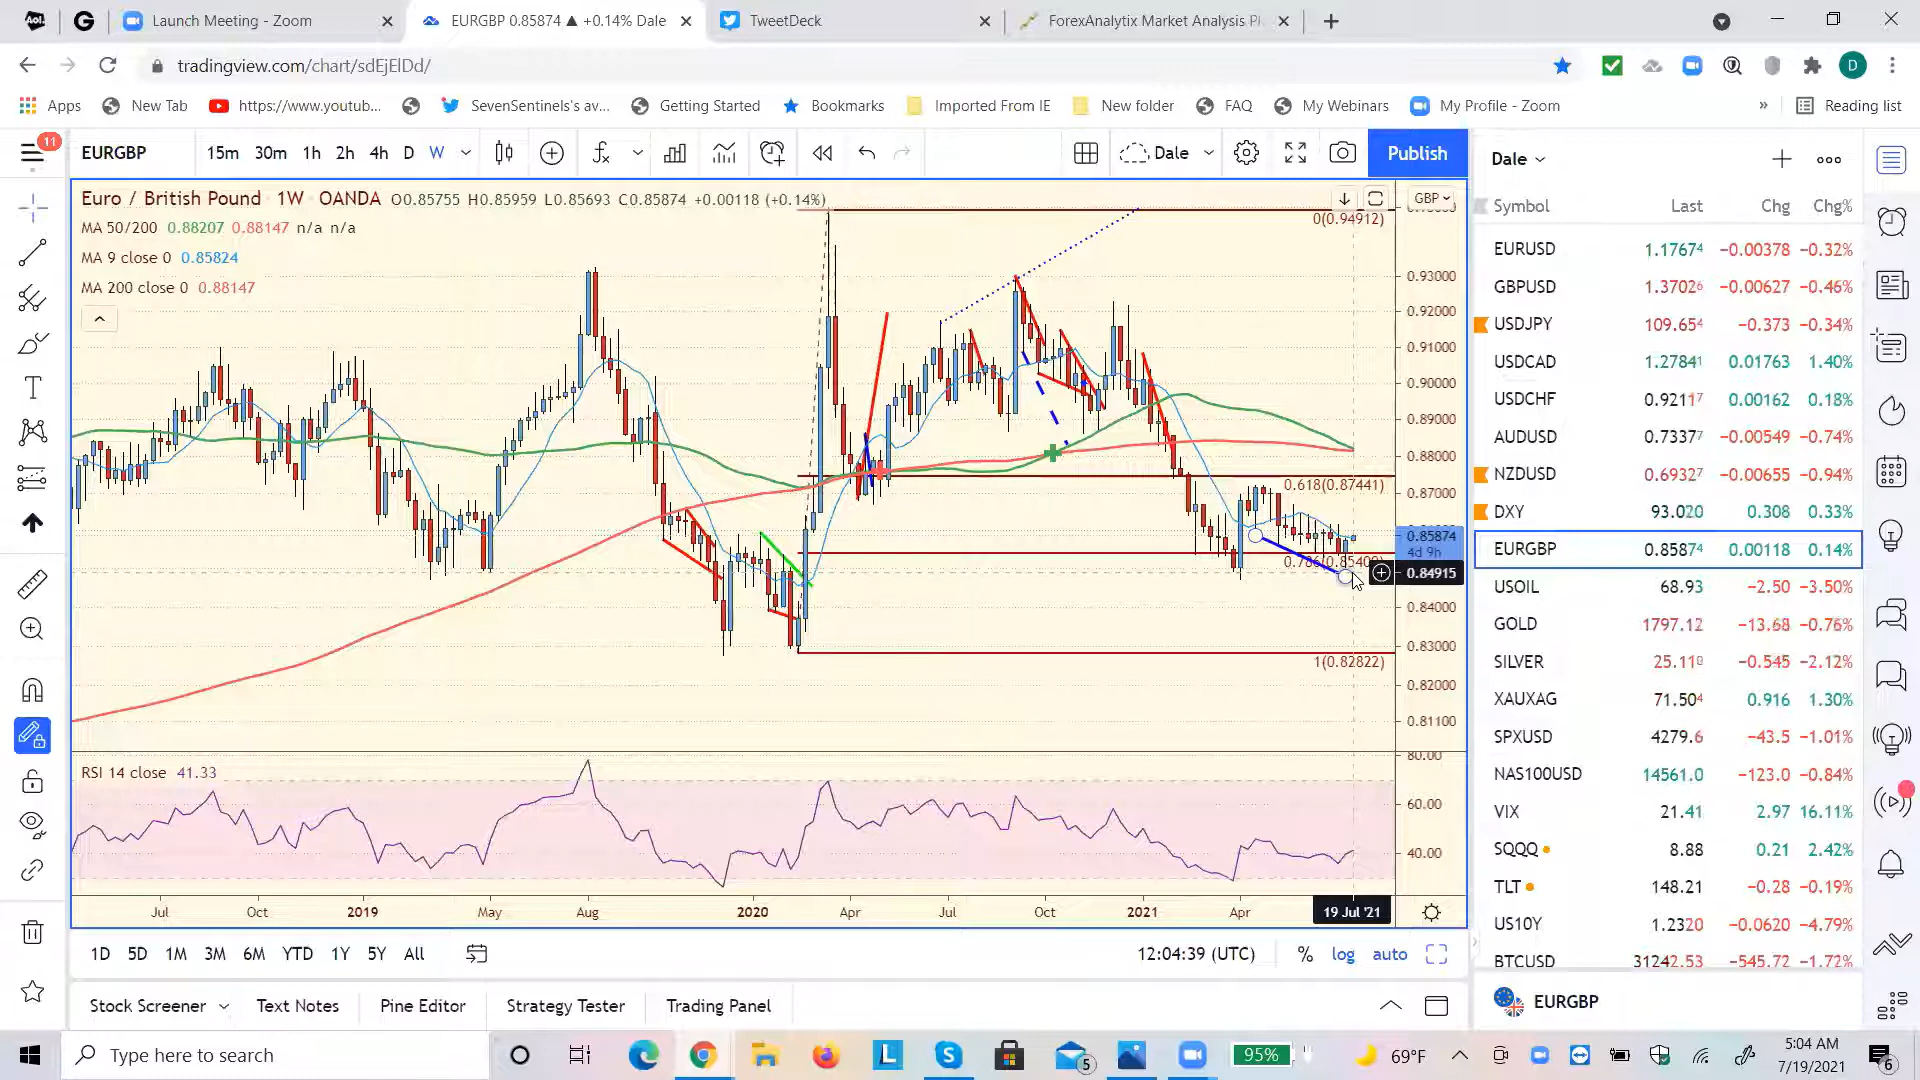 Aol.
G
Launch Meeting - Zoom
EURGBP 0.85874 ▲ +0.14% Dale
TweetDeck
ForexAnalytix Market Analysis Pl
tradingview.com/chart/sdEjElDd/
D
Apps
New Tab
https://www.youtub...
SevenSentinels's av...
Getting Started
Bookmarks
Imported From IE
New folder
FAQ
My Webinars
My Profile - Zoom
»
Reading list
11
EURGBP
15m 30m 1h 2h 4h D W
Dale
Publish
Euro / British Pound 1W OANDA O0.85755 H0.85959 L0.85693 C0.85874 +0.00118 (+0.14%)
MA 50/200 0.88207 0.88147 n/a n/a
MA 9 close 0 0.85824
MA 200 close 0 0.88147
GBP
0(0.94912)
0.618(0.87441)
1(0.82822)
0.93000
0.92000
0.91000
0.90000
0.89000
0.88000
0.87000
0.85874
4d 9h
0.84915
0.84000
0.83000
0.82000
0.81100
RSI 14 close 41.33
80.00
60.00
40.00
Jul Oct 2019 May Aug 2020 Apr Jul Oct 2021 Apr 19 Jul '21
1D 5D 1M 3M 6M YTD 1Y 5Y All
12:04:39 (UTC) % log auto
Stock Screener Text Notes Pine Editor Strategy Tester Trading Panel
Dale
Symbol Last Chg Chg%
EURUSD 1.17674 −0.00378 −0.32%
GBPUSD 1.37026 −0.00627 −0.46%
USDJPY 109.654 −0.373 −0.34%
USDCAD 1.27841 0.01763 1.40%
USDCHF 0.92117 0.00162 0.18%
AUDUSD 0.73377 −0.00549 −0.74%
NZDUSD 0.69327 −0.00655 −0.94%
DXY 93.020 0.308 0.33%
EURGBP 0.85874 0.00118 0.14%
USOIL 68.93 −2.50 −3.50%
GOLD 1797.12 −13.68 −0.76%
SILVER 25.110 −0.545 −2.12%
XAUXAG 71.504 0.916 1.30%
SPXUSD 4279.6 −43.5 −1.01%
NAS100USD 14561.0 −123.0 −0.84%
VIX 21.41 2.97 16.11%
SQQQ 8.88 0.21 2.42%
TLT 148.21 −0.28 −0.19%
US10Y 1.2320 −0.0620 −4.79%
BTCUSD 31242.53 −545.72 −1.72%
EURGBP
Type here to search
L
S
5
95%
69°F
5:04 AM
7/19/2021
6